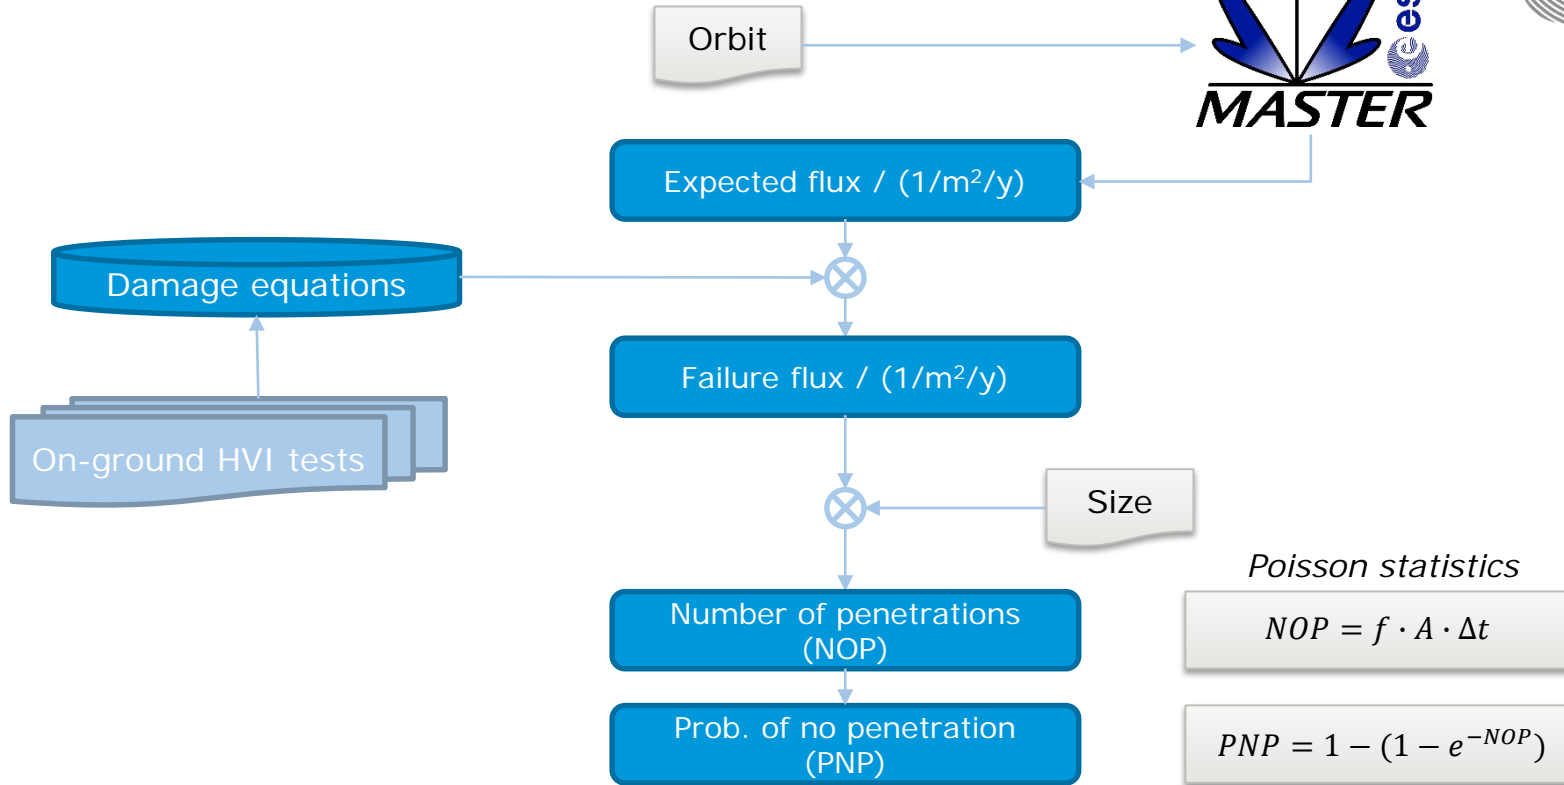 Orbit
es
MASTER
Expected flux / (1/m²/y)
Damage equations
Failure flux / (1/m²/y)
On-ground HVI tests
Size
Poisson statistics
Number of penetrations
(NOP)
𝑁𝑂𝑃 = 𝑓 · 𝐴 · Δ𝑡
Prob. of no penetration
(PNP)
𝑃𝑁𝑃 = 1 − (1 − 𝑒⁻ᴺᴼᴾ)